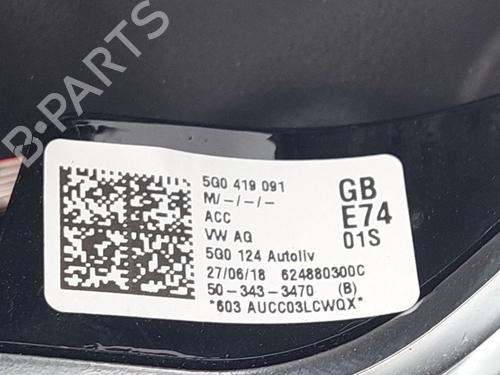 B-PARTS
5G0 419 091
M/-/-/-
ACC
VW AG
5G0 124 Autoliv
27/06/18 624880300C
50-343-3470 (B)
*603 AUCC03LCWQX*
GB
E74
01S